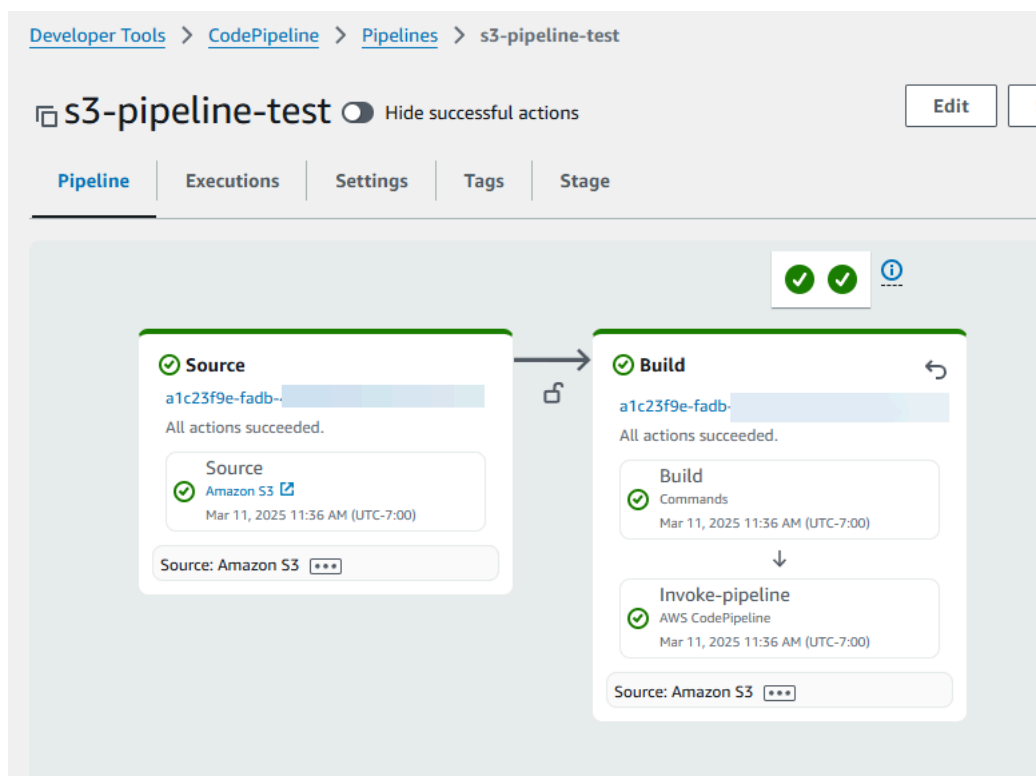 Developer Tools > CodePipeline > Pipelines > s3-pipeline-test
s3-pipeline-test Hide successful actions
Edit
Pipeline Executions Settings Tags Stage
Source
a1c23f9e-fadb-
All actions succeeded.
Source
Amazon S3
Mar 11, 2025 11:36 AM (UTC-7:00)
Source: Amazon S3
Build
a1c23f9e-fadb-
All actions succeeded.
Build
Commands
Mar 11, 2025 11:36 AM (UTC-7:00)
Invoke-pipeline
AWS CodePipeline
Mar 11, 2025 11:36 AM (UTC-7:00)
Source: Amazon S3